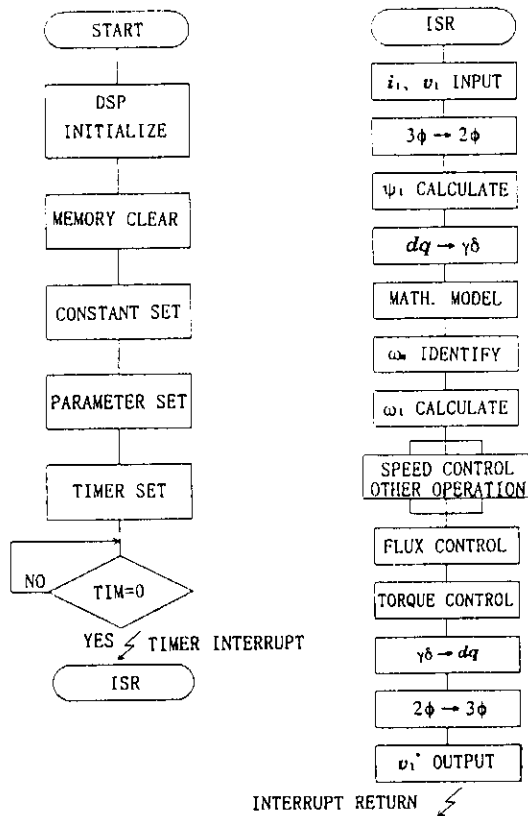 START
DSP
INITIALIZE
MEMORY CLEAR
CONSTANT SET
PARAMETER SET
TIMER SET
TIM=0
NO
YES
TIMER INTERRUPT
ISR
ISR
i₁, v₁ INPUT
3ϕ → 2ϕ
ψ₁ CALCULATE
dq → γδ
MATH. MODEL
ωₘ IDENTIFY
ω₁ CALCULATE
SPEED CONTROL
OTHER OPERATION
FLUX CONTROL
TORQUE CONTROL
γδ → dq
2ϕ → 3ϕ
v₁* OUTPUT
INTERRUPT RETURN